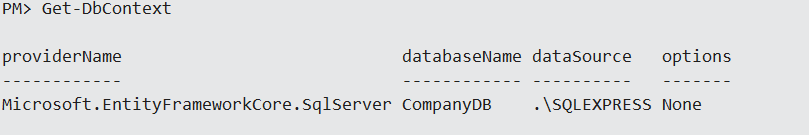 PM> Get-DbContext
providerName databaseName dataSource options
------------ ------------ ---------- -------
Microsoft.EntityFrameworkCore.SqlServer CompanyDB .\SQLEXPRESS None